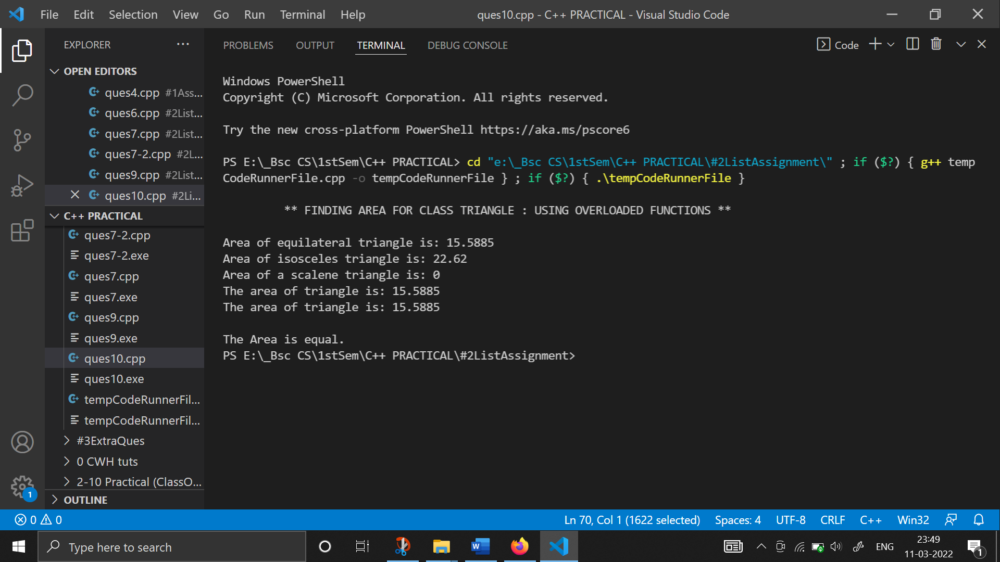 File Edit Selection View Go Run Terminal Help
ques10.cpp - C++ PRACTICAL - Visual Studio Code
EXPLORER
OPEN EDITORS
ques4.cpp #1Ass...
ques6.cpp #2List...
ques7.cpp #2List...
ques7-2.cpp #2L...
ques9.cpp #2List...
ques10.cpp #2Li...
C++ PRACTICAL
ques7-2.cpp
ques7-2.exe
ques7.cpp
ques7.exe
ques9.cpp
ques9.exe
ques10.cpp
ques10.exe
tempCodeRunnerFil...
tempCodeRunnerFil...
#3ExtraQues
0 CWH tuts
2-10 Practical (ClassO...
OUTLINE
PROBLEMS OUTPUT TERMINAL DEBUG CONSOLE
Code
Windows PowerShell
Copyright (C) Microsoft Corporation. All rights reserved.
Try the new cross-platform PowerShell https://aka.ms/pscore6
PS E:\_Bsc CS\1stSem\C++ PRACTICAL> cd "e:\_Bsc CS\1stSem\C++ PRACTICAL\#2ListAssignment\" ; if ($?) { g++ temp
CodeRunnerFile.cpp -o tempCodeRunnerFile } ; if ($?) { .\tempCodeRunnerFile }
** FINDING AREA FOR CLASS TRIANGLE : USING OVERLOADED FUNCTIONS **
Area of equilateral triangle is: 15.5885
Area of isosceles triangle is: 22.62
Area of a scalene triangle is: 0
The area of triangle is: 15.5885
The area of triangle is: 15.5885
The Area is equal.
PS E:\_Bsc CS\1stSem\C++ PRACTICAL\#2ListAssignment>
1
0 0
Ln 70, Col 1 (1622 selected) Spaces: 4 UTF-8 CRLF C++ Win32
Type here to search
W
ENG
23:49
11-03-2022
1